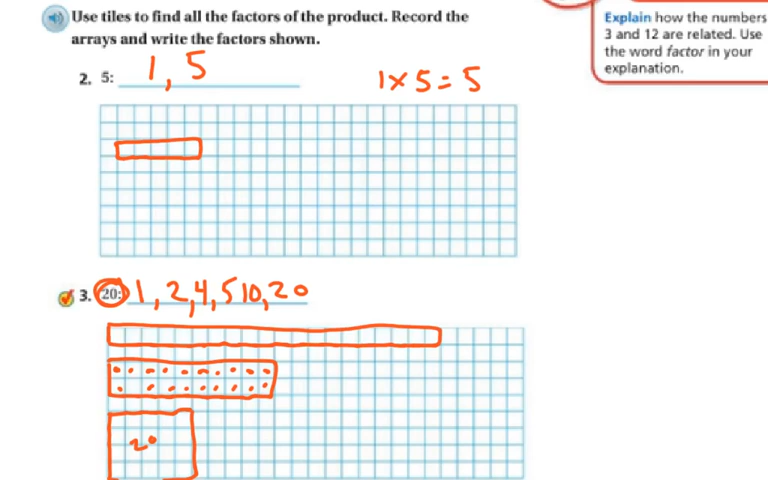 Use tiles to find all the factors of the product. Record the
arrays and write the factors shown.
Explain how the numbers
3 and 12 are related. Use
the word factor in your
explanation.
2. 5: 1, 5
1 x 5 = 5
3. 20: 1, 2, 4, 5 10, 20
20